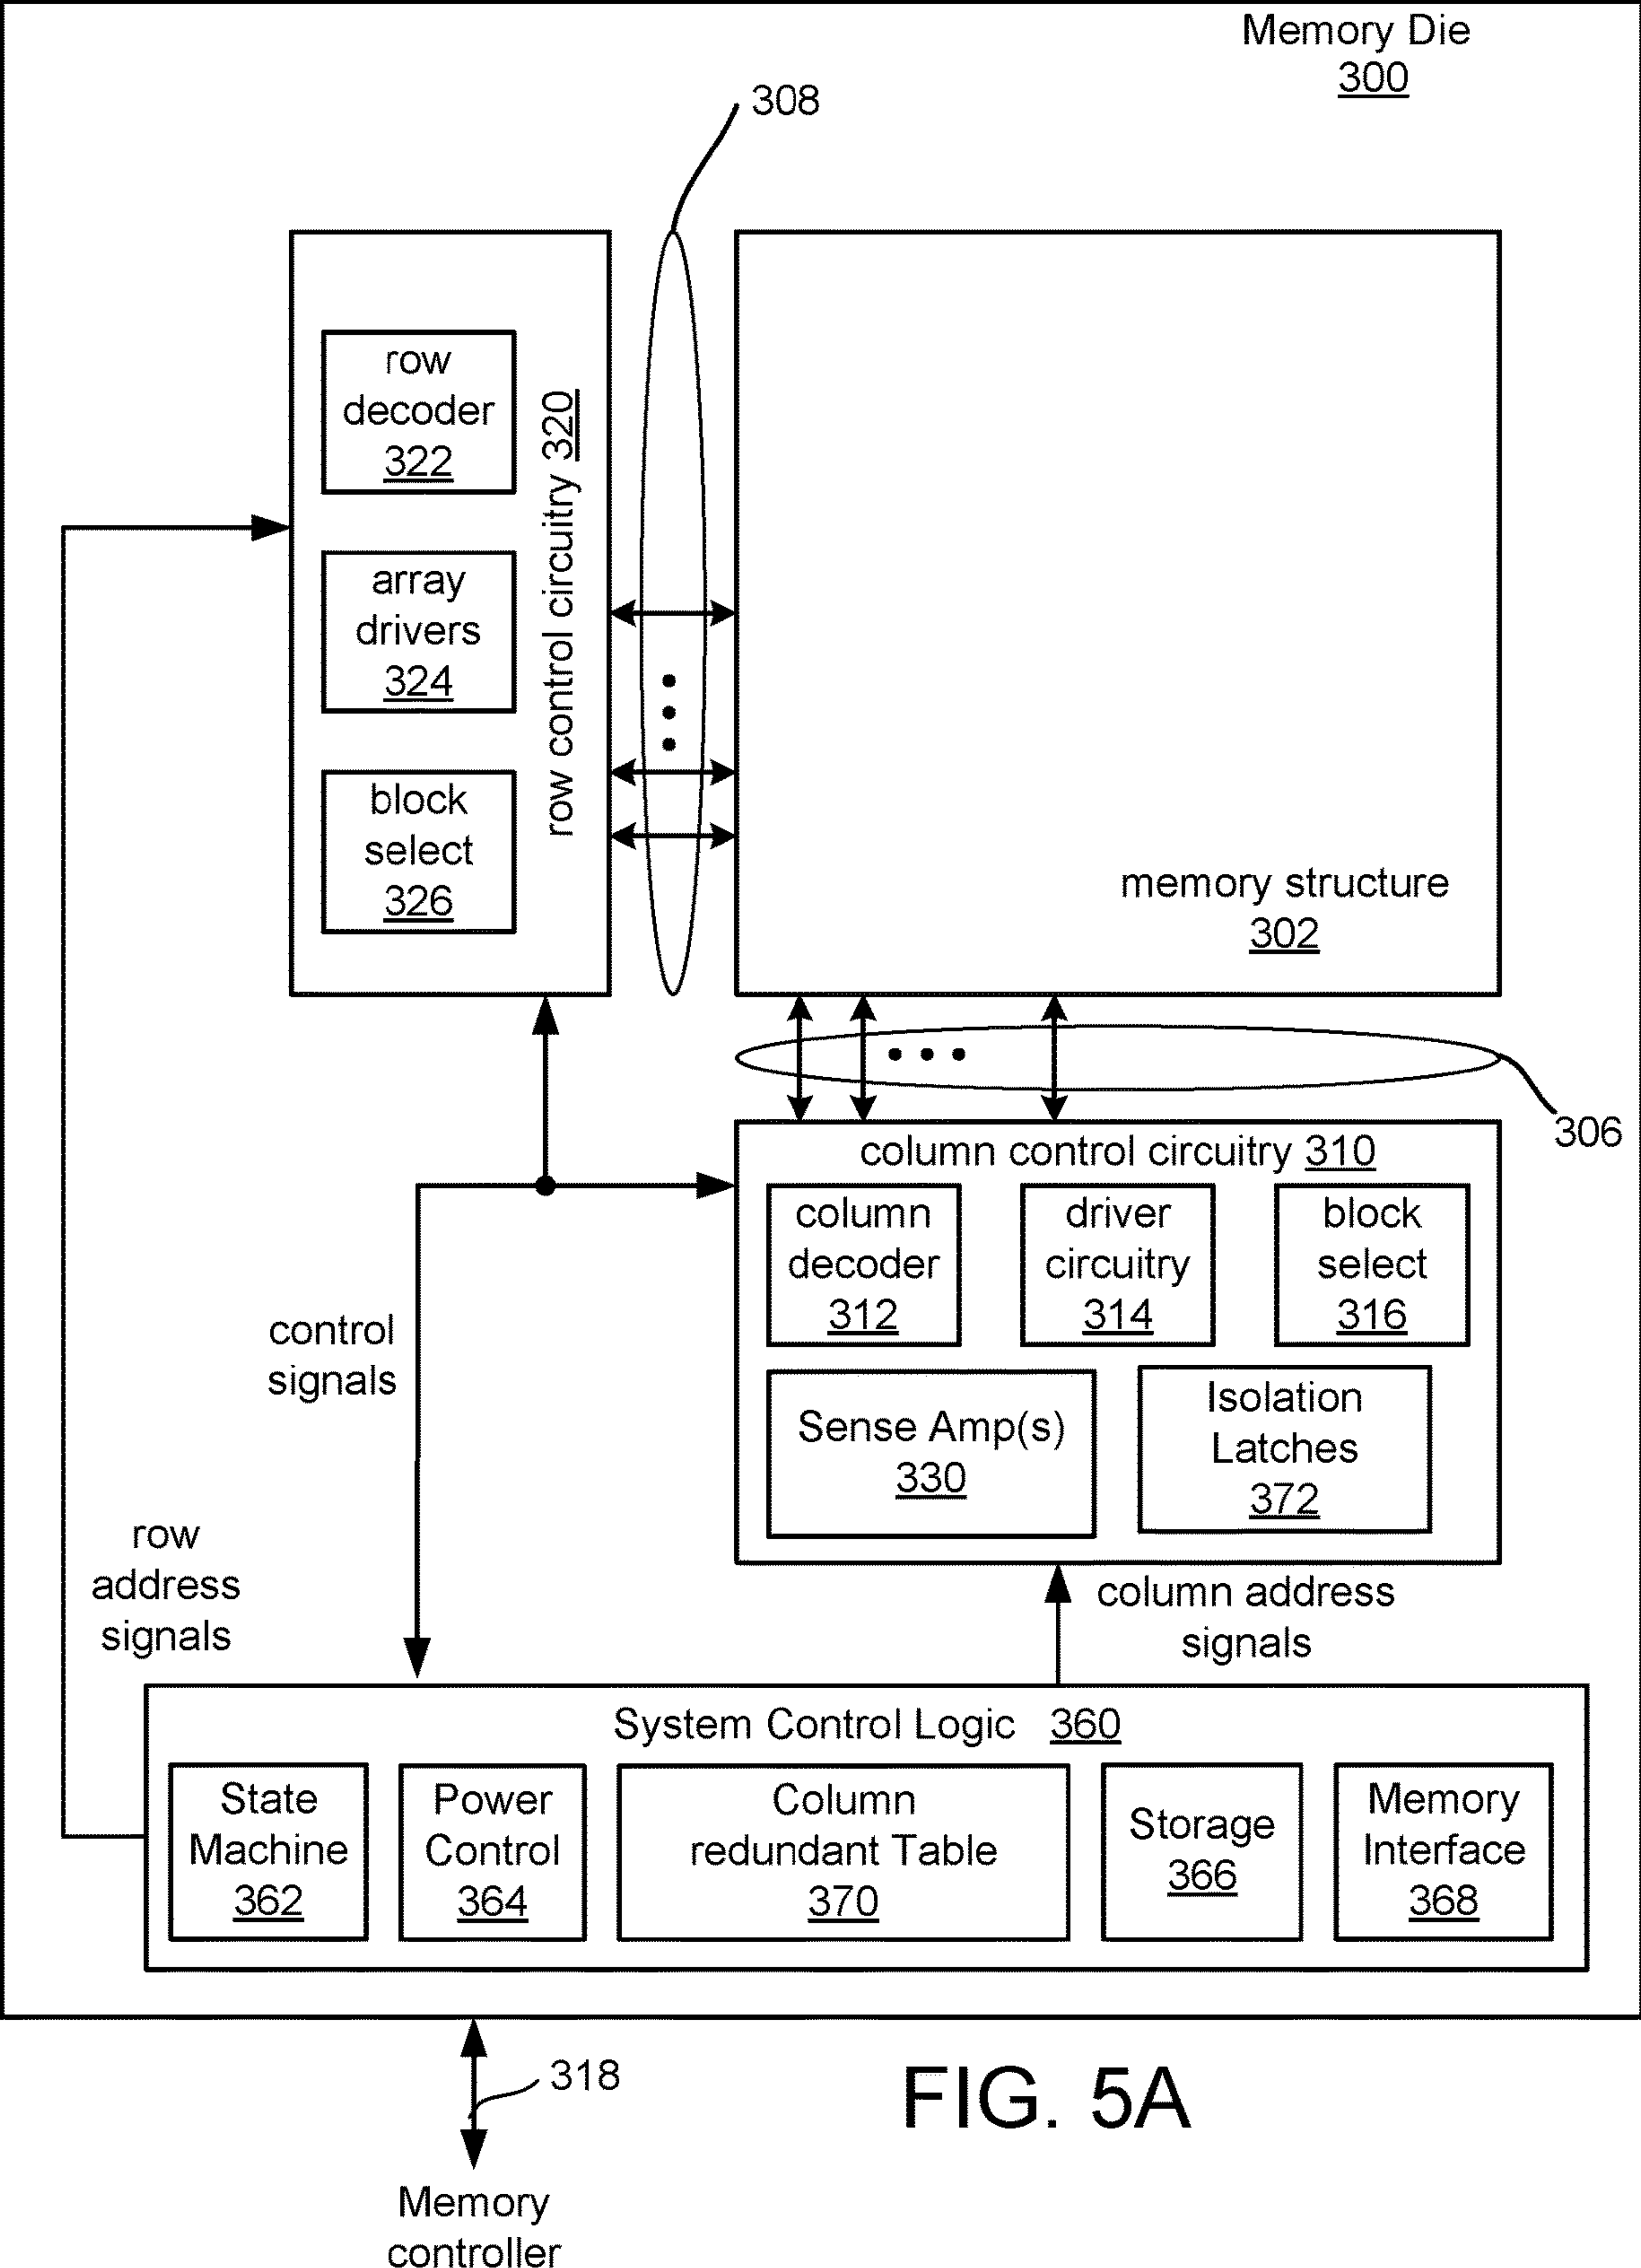 Memory Die
300
308
row
decoder
322
array
drivers
324
block
select
326
row control circuitry 320
memory structure
302
306
column control circuitry 310
column
decoder
312
driver
circuitry
314
block
select
316
Sense Amp(s)
330
Isolation
Latches
372
control
signals
row
address
signals
column address
signals
System Control Logic 360
State
Machine
362
Power
Control
364
Column
redundant Table
370
Storage
366
Memory
Interface
368
318
FIG. 5A
Memory
controller